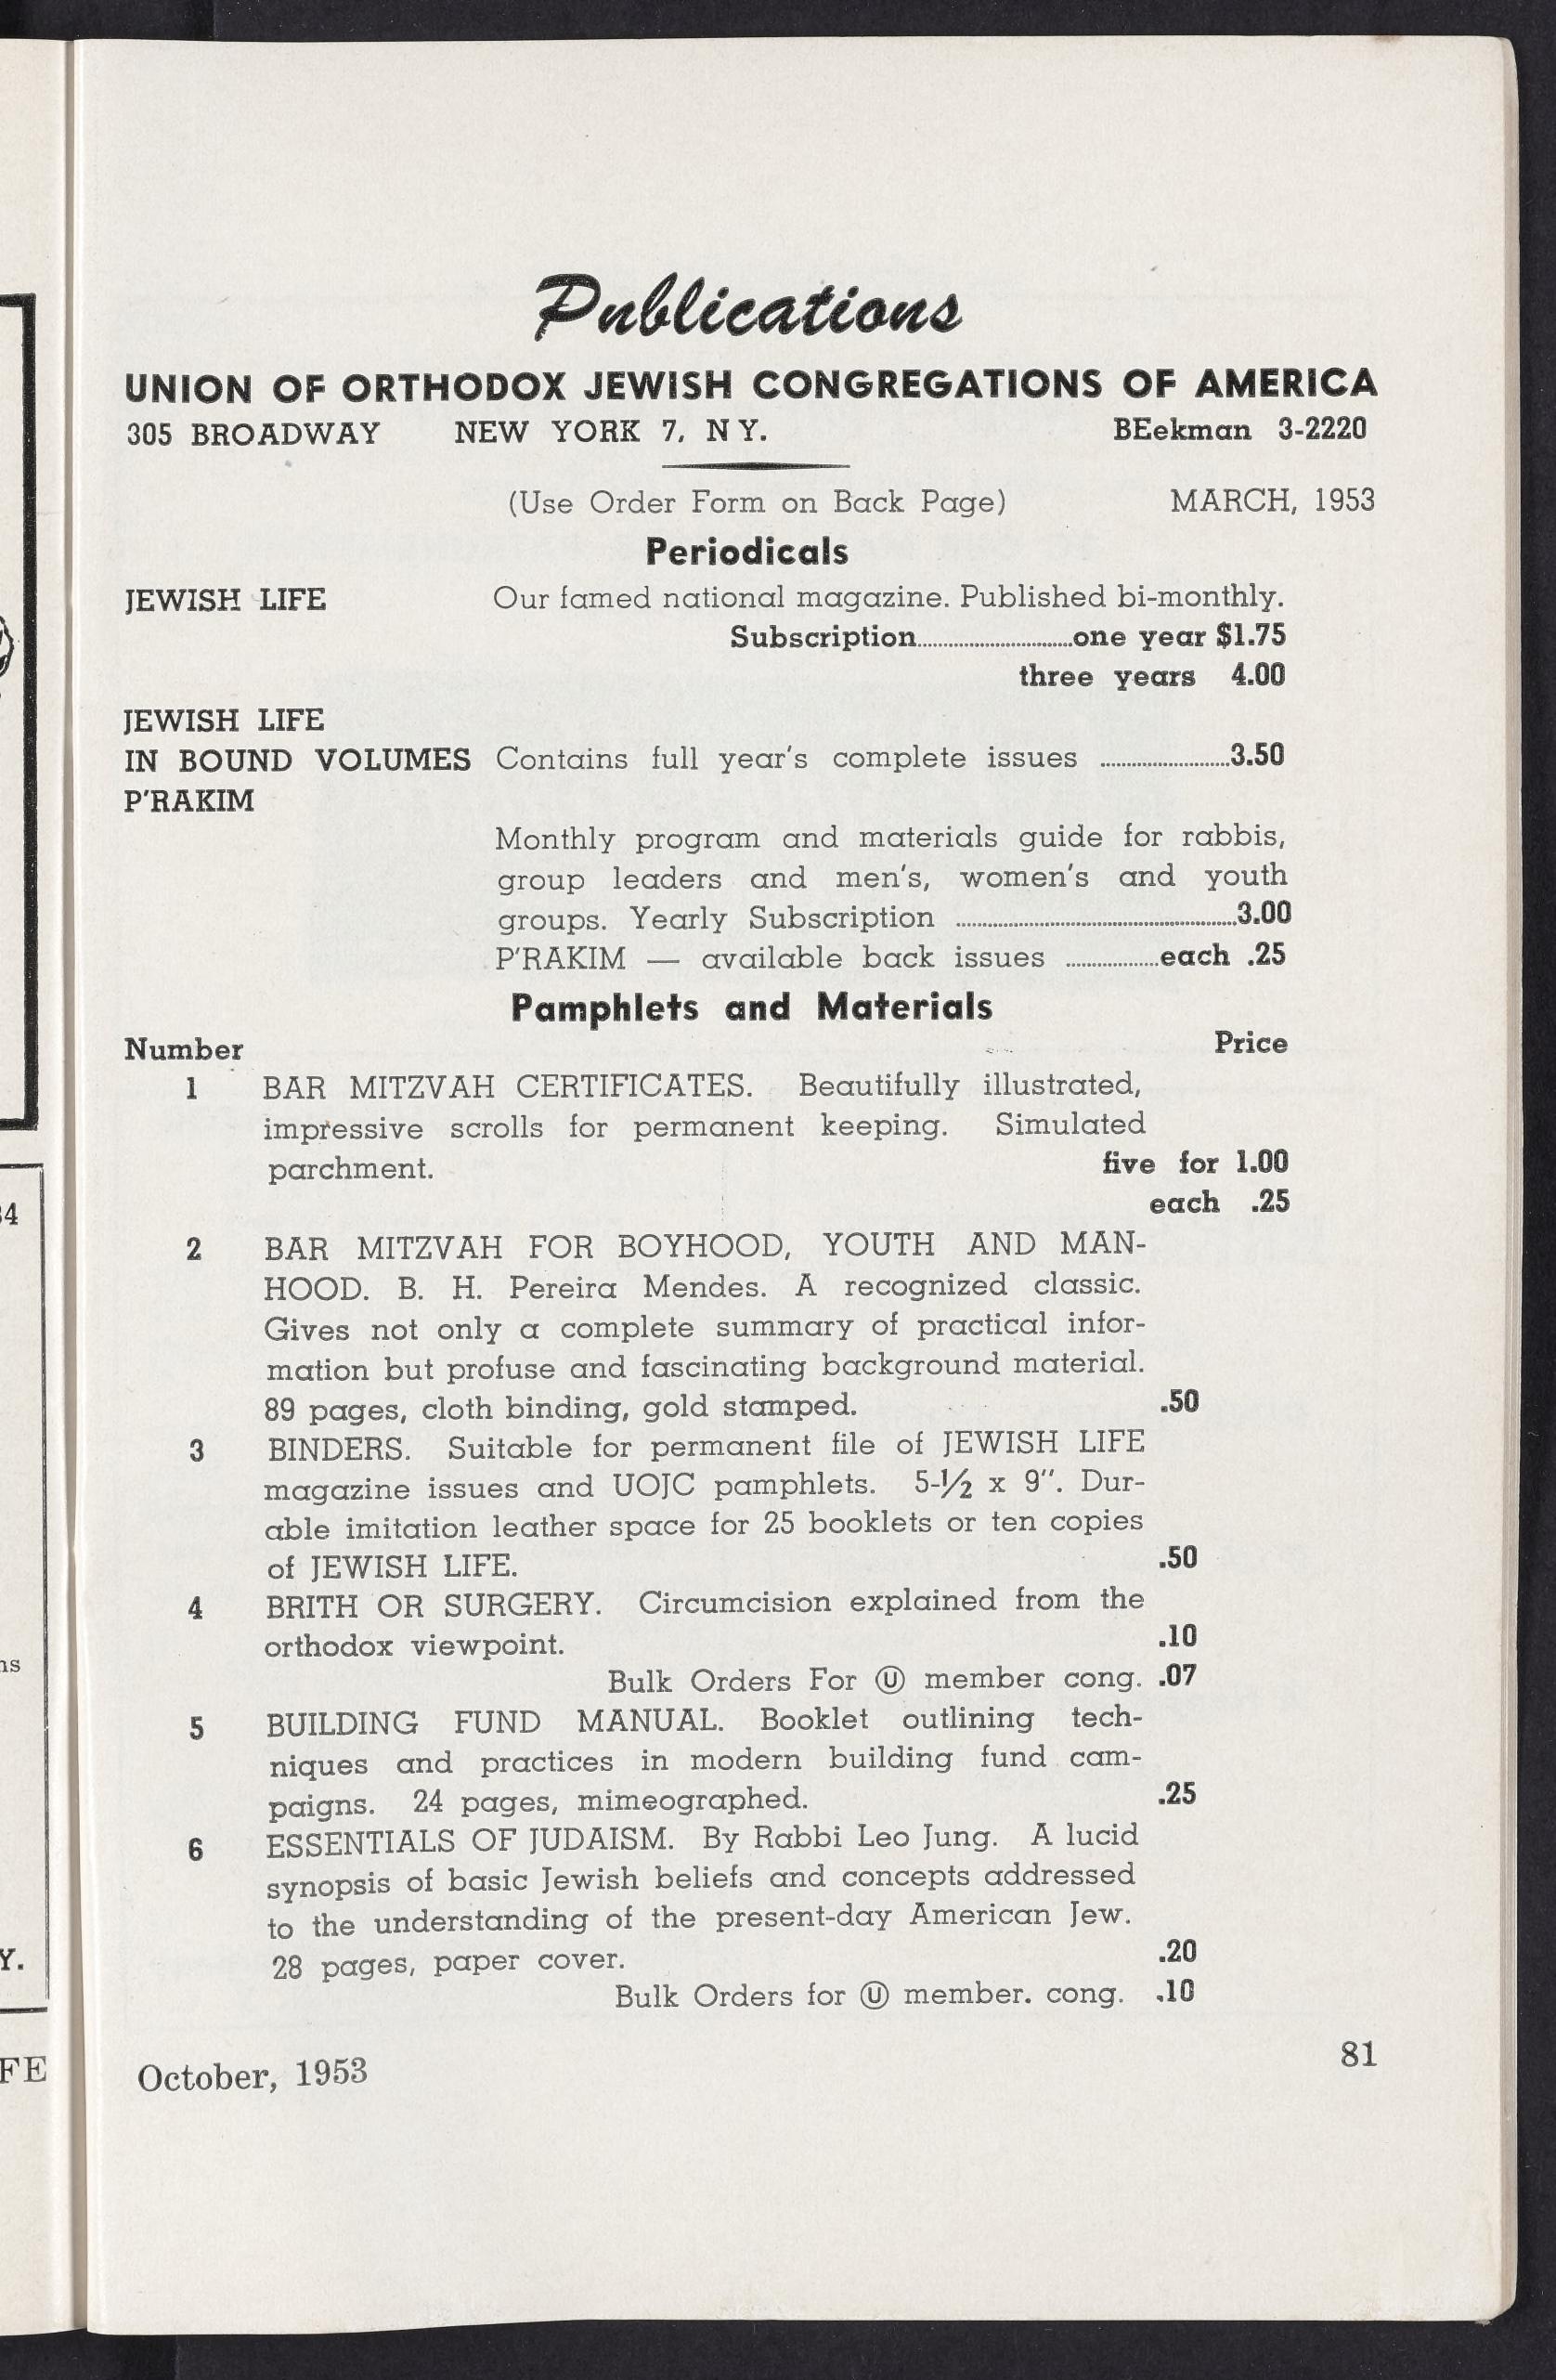 Publications
UNION OF ORTHODOX JEWISH CONGREGATIONS OF AMERICA
305 BROADWAY NEW YORK 7, N Y. BEekman 3-2220
(Use Order Form on Back Page) MARCH, 1953
Periodicals
JEWISH LIFE Our famed national magazine. Published bi-monthly.
Subscription..............................one year $1.75
three years 4.00
JEWISH LIFE
IN BOUND VOLUMES Contains full year's complete issues .........................3.50
P'RAKIM
Monthly program and materials guide for rabbis,
group leaders and men's, women's and youth
groups. Yearly Subscription ......................................................3.00
P'RAKIM — available back issues ..................each .25
Pamphlets and Materials
Number Price
1 BAR MITZVAH CERTIFICATES. Beautifully illustrated,
impressive scrolls for permanent keeping. Simulated
parchment. five for 1.00
each .25
2 BAR MITZVAH FOR BOYHOOD, YOUTH AND MAN-
HOOD. B. H. Pereira Mendes. A recognized classic.
Gives not only a complete summary of practical infor-
mation but profuse and fascinating background material.
89 pages, cloth binding, gold stamped. .50
3 BINDERS. Suitable for permanent file of JEWISH LIFE
magazine issues and UOJC pamphlets. 5-½ x 9". Dur-
able imitation leather space for 25 booklets or ten copies
of JEWISH LIFE. .50
4 BRITH OR SURGERY. Circumcision explained from the
orthodox viewpoint. .10
Bulk Orders For Ⓤ member cong. .07
5 BUILDING FUND MANUAL. Booklet outlining tech-
niques and practices in modern building fund cam-
paigns. 24 pages, mimeographed. .25
6 ESSENTIALS OF JUDAISM. By Rabbi Leo Jung. A lucid
synopsis of basic Jewish beliefs and concepts addressed
to the understanding of the present-day American Jew.
28 pages, paper cover. .20
Bulk Orders for Ⓤ member. cong. .10
October, 1953 81